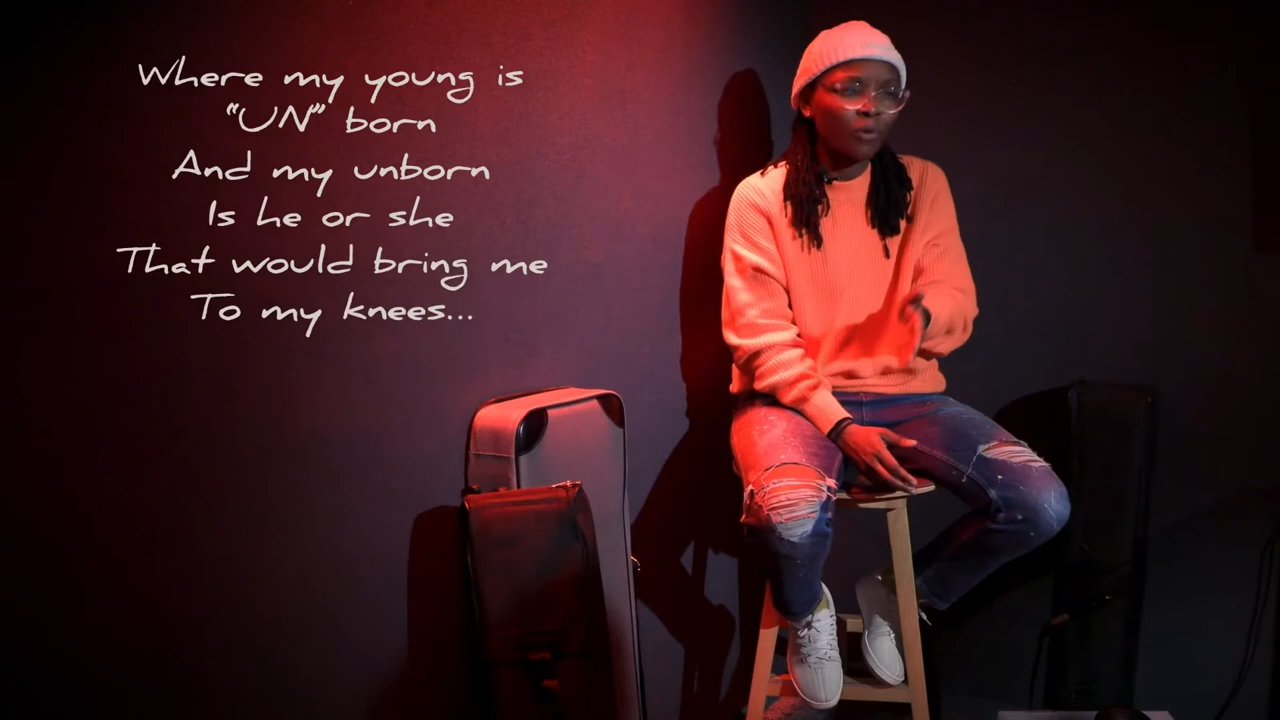 Where my young is
"UN" born
And my unborn
Is he or she
That would bring me
To my knees...